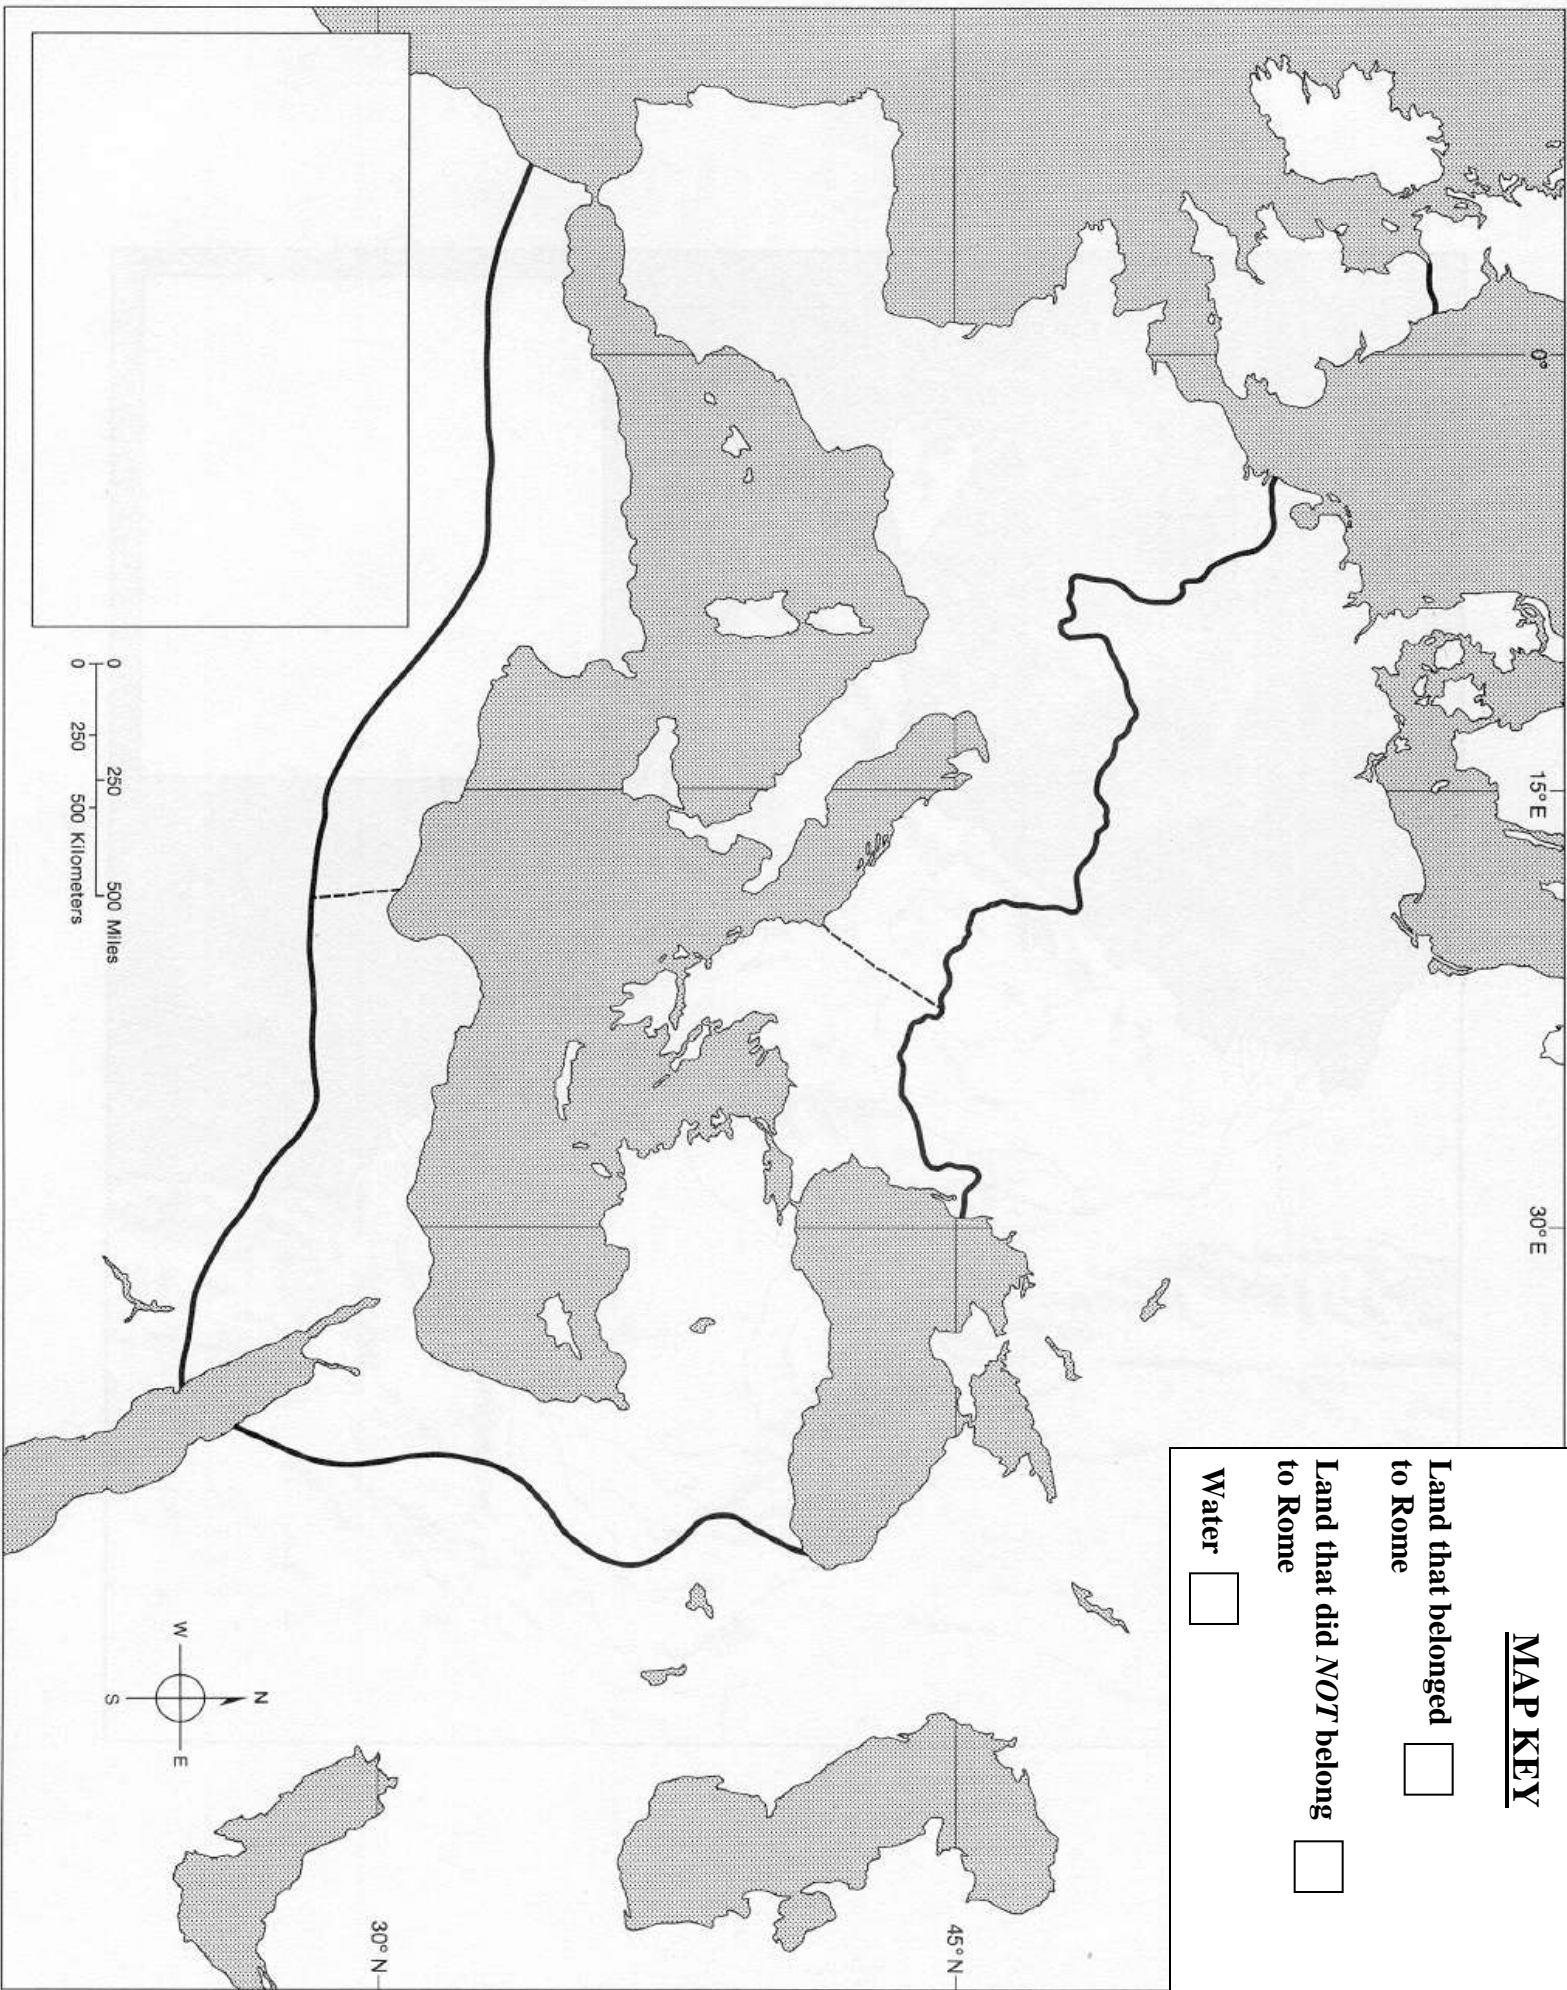 MAP KEY
Land that belonged
to Rome
Land that did NOT belong
to Rome
Water
0°
15°E
30°E
45°N
30°N
0 250 500 Miles
0 250 500 Kilometers
N
W E
S